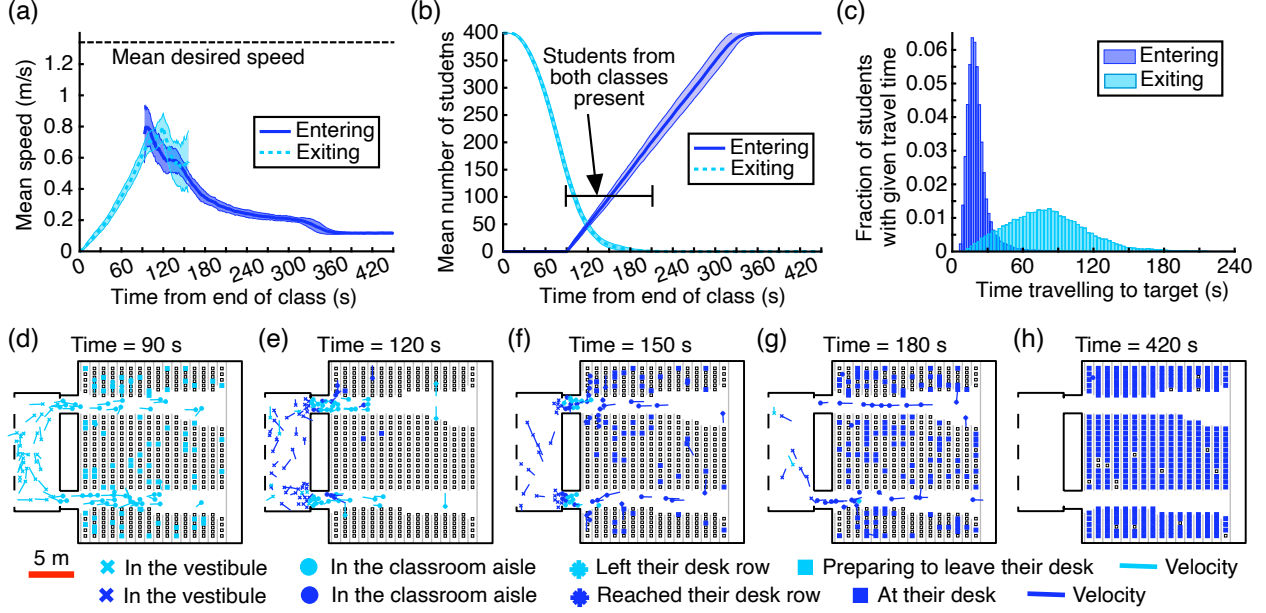 (a)
Mean speed (m/s)
1.2
1
0.8
0.6
0.4
0.2
0
Mean desired speed
Entering
Exiting
0
60
120
180
240
300
360
420
Time from end of class (s)
(b)
Mean number of studetns
400
350
300
250
200
150
100
50
0
Students from
both classes
present
Entering
Exiting
0
60
120
180
240
300
360
420
Time from end of class (s)
(c)
Fraction of students
with given travel time
0.06
0.05
0.04
0.03
0.02
0.01
0
Entering
Exiting
0
60
120
180
240
Time travelling to target (s)
(d)
Time = 90 s
(e)
Time = 120 s
(f)
Time = 150 s
(g)
Time = 180 s
(h)
Time = 420 s
5 m
In the vestibule
In the classroom aisle
Left their desk row
Preparing to leave their desk
Velocity
In the vestibule
In the classroom aisle
Reached their desk row
At their desk
Velocity